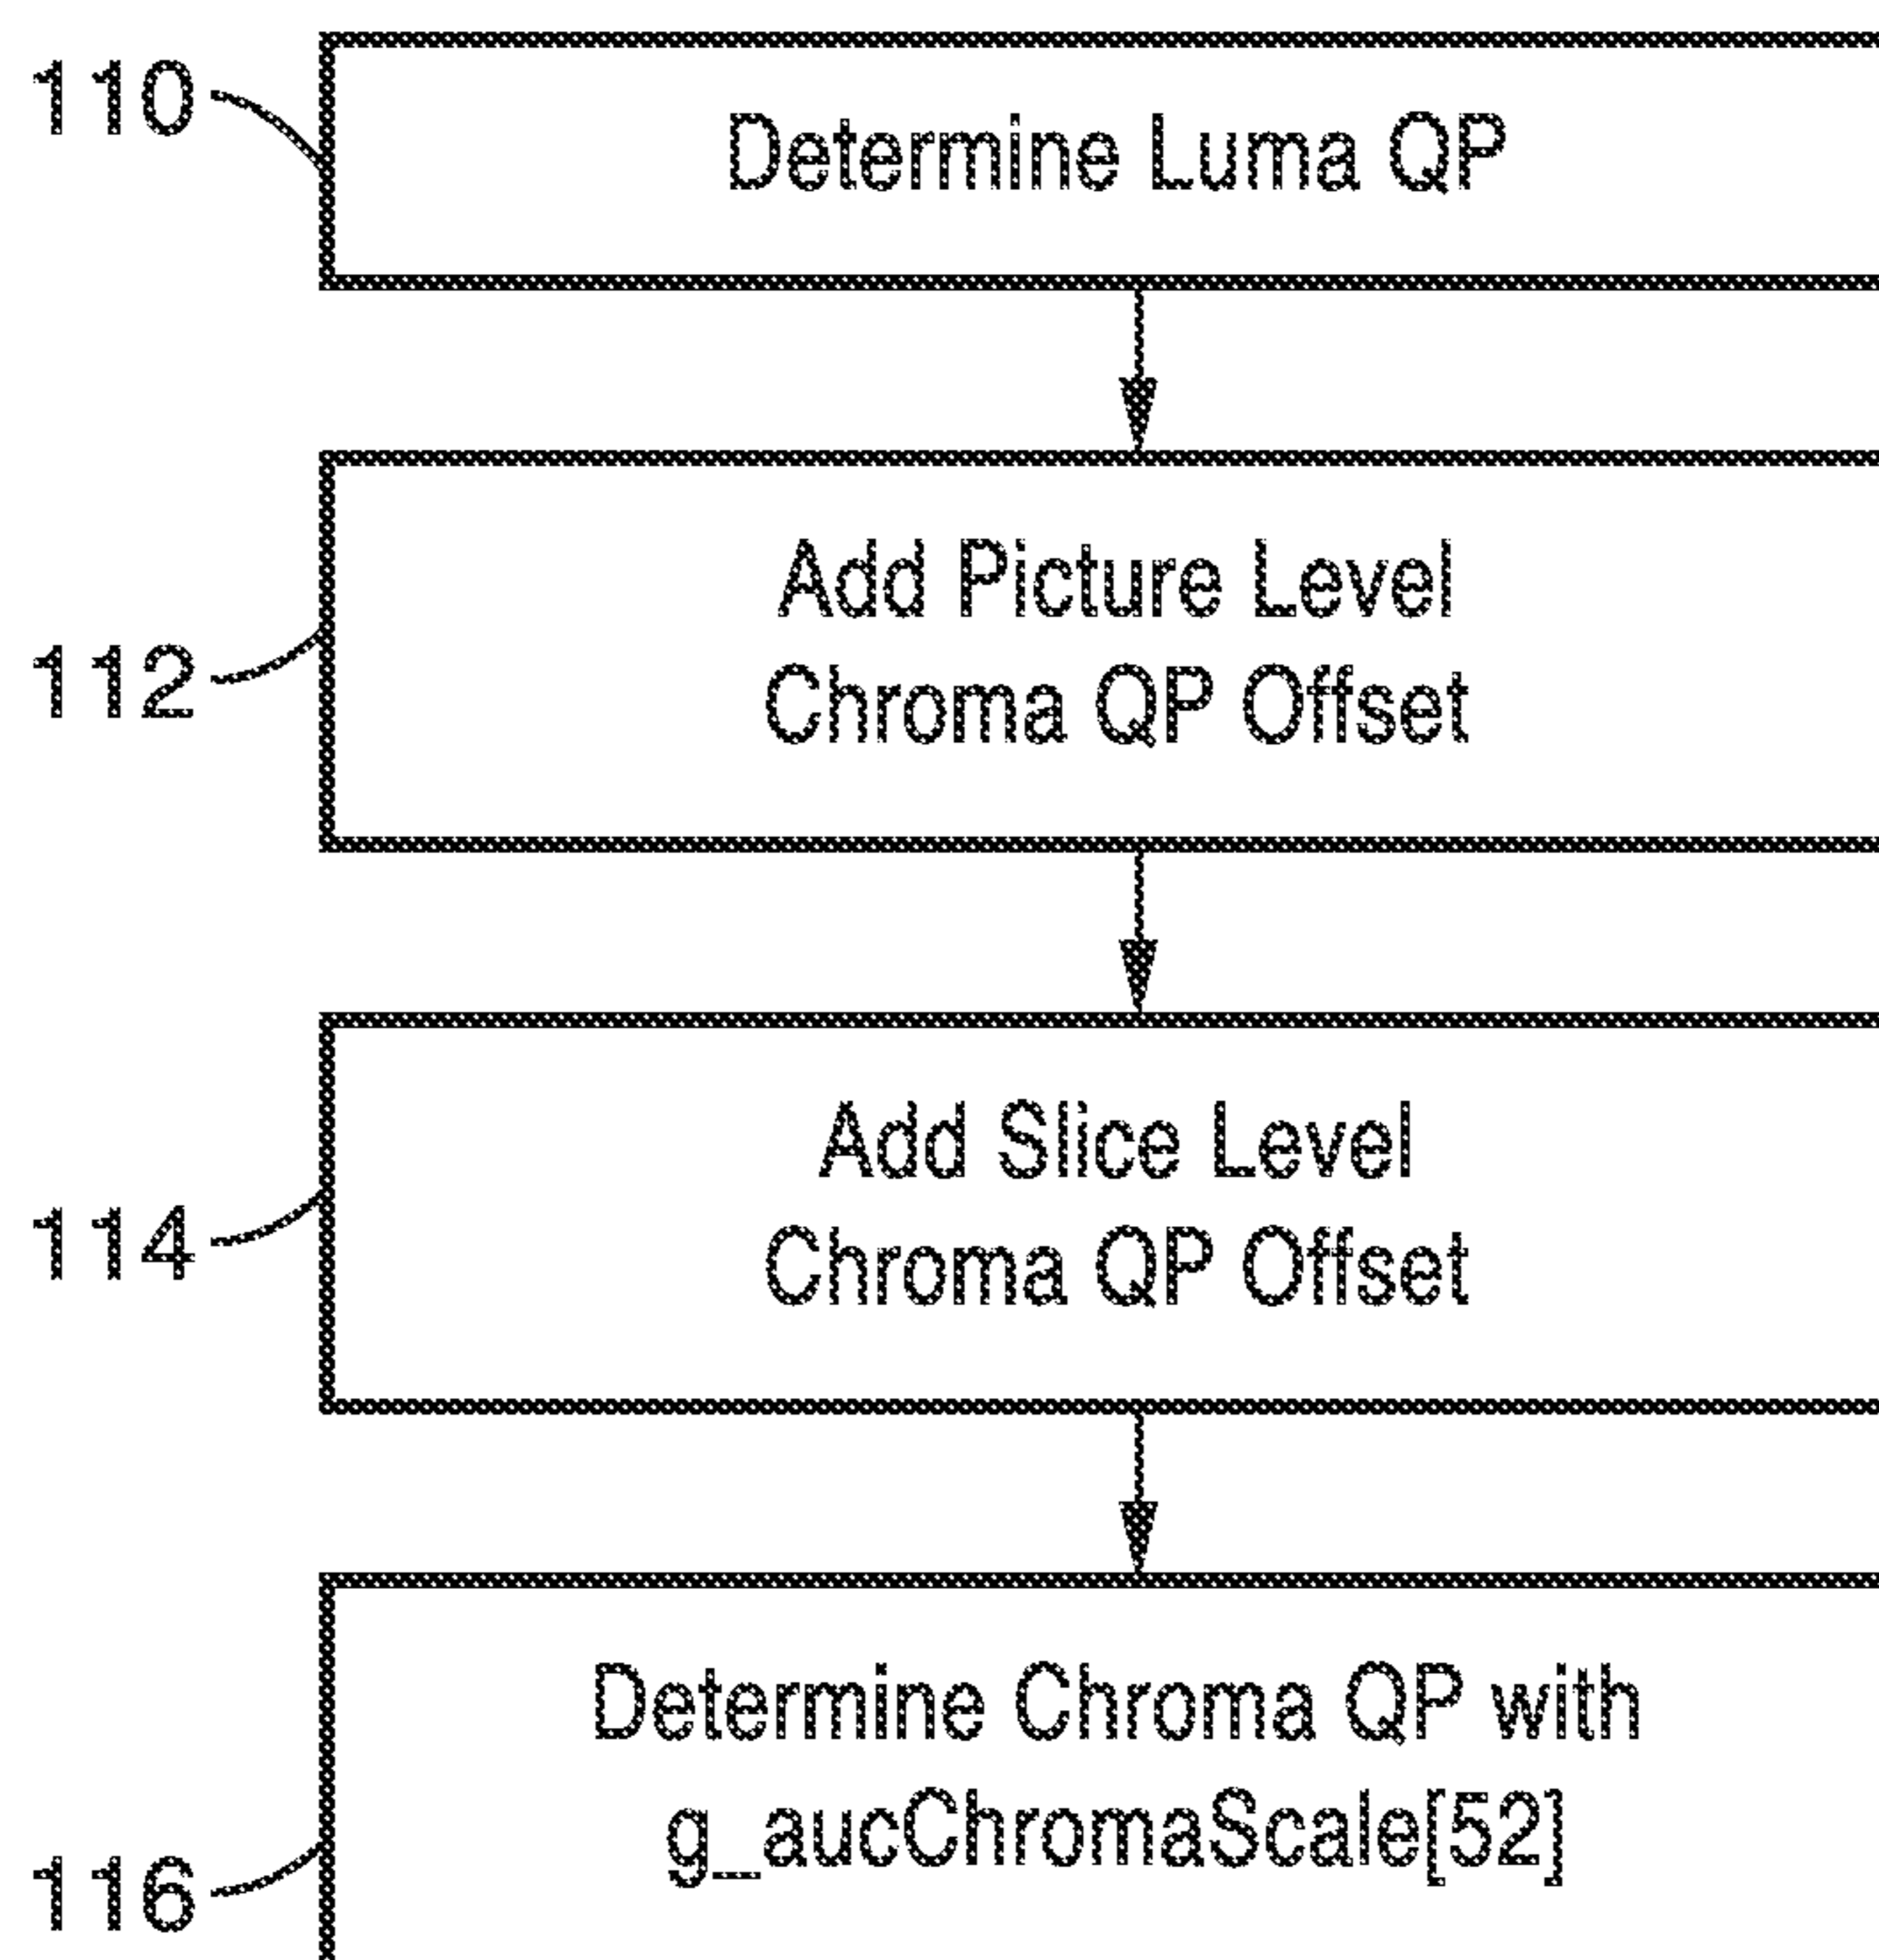 110
Determine Luma QP
112
Add Picture Level
Chroma QP Offset
114
Add Slice Level
Chroma QP Offset
116
Determine Chroma QP with
g_aucChromaScale[52]